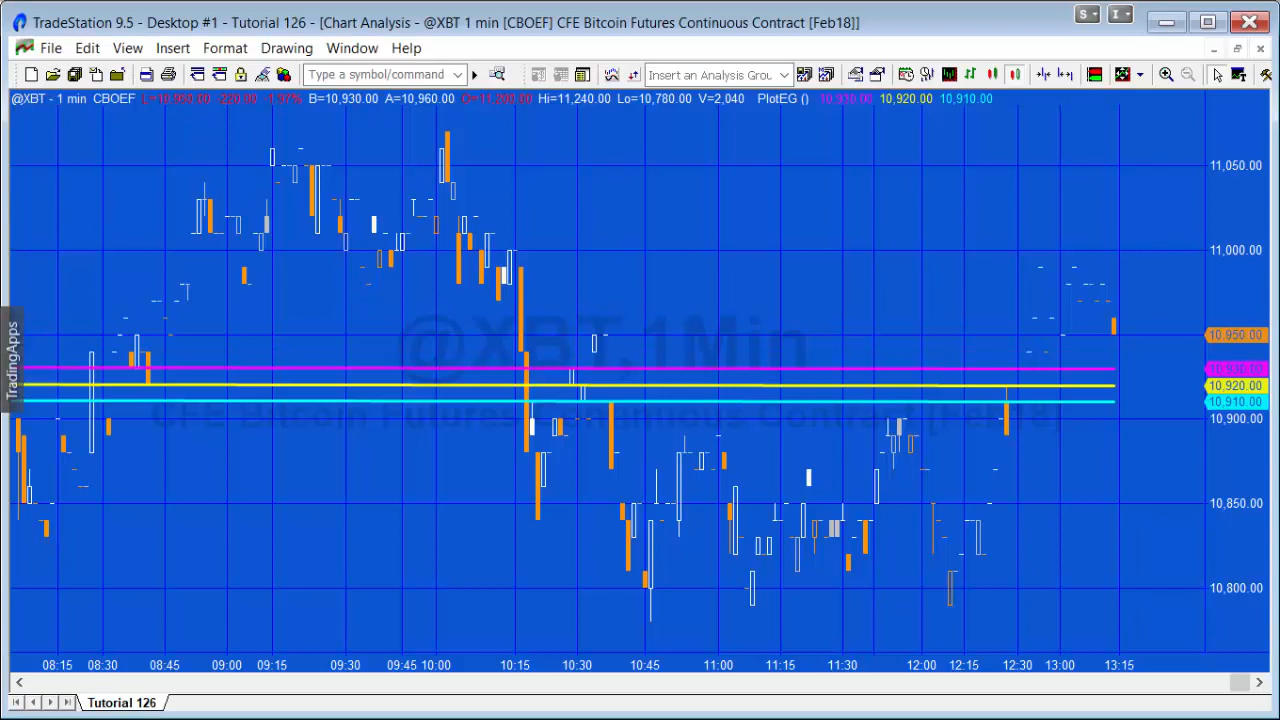 TradeStation 9.5 - Desktop #1 - Tutorial 126 - [Chart Analysis - @XBT 1 min [CBOEF] CFE Bitcoin Futures Continuous Contract [Feb18]]
S I
File Edit View Insert Format Drawing Window Help
Type a symbol/command Insert an Analysis Grou
@XBT - 1 min CBOEF L=10,950.00 -220.00 -1.97% B=10,930.00 A=10,960.00 O=11,200.00 Hi=11,240.00 Lo=10,780.00 V=2,040 PlotEG () 10,930.00 10,920.00 10,910.00
11,050.00
11,000.00
@XBT,1Min
10,950.00
TradingApps
10,930.00
10,920.00
10,910.00
CFE Bitcoin Futures Continuous Contract [Feb18]
10,900.00
10,850.00
10,800.00
08:15 08:30 08:45 09:00 09:15 09:30 09:45 10:00 10:15 10:30 10:45 11:00 11:15 11:30 12:00 12:15 12:30 13:00 13:15
Tutorial 126